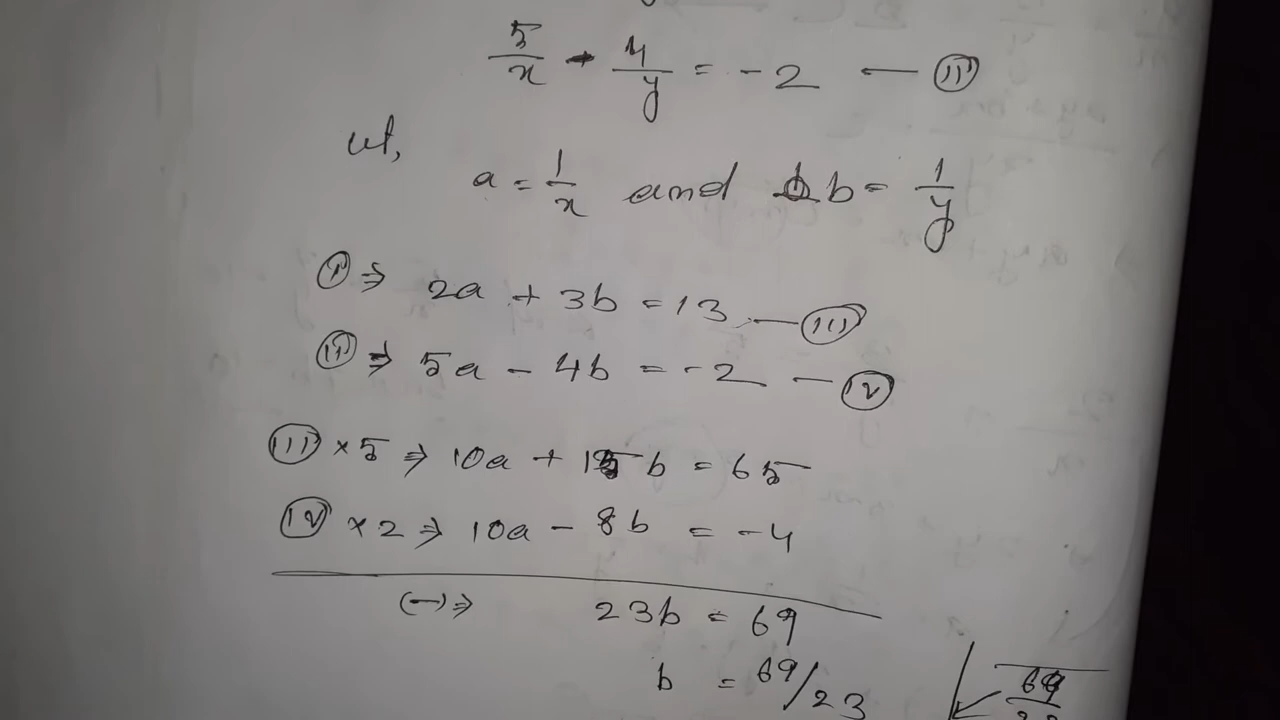 5/x - 4/y = -2 — (ii)
let,
a = 1/x and b = 1/y
(i) ⇒ 2a + 3b = 13 — (iii)
(ii) ⇒ 5a - 4b = -2 — (iv)
(iii) × 5 ⇒ 10a + 15b = 65
(iv) × 2 ⇒ 10a - 8b = -4
(-) ⇒ 23b = 69
b = 69/23